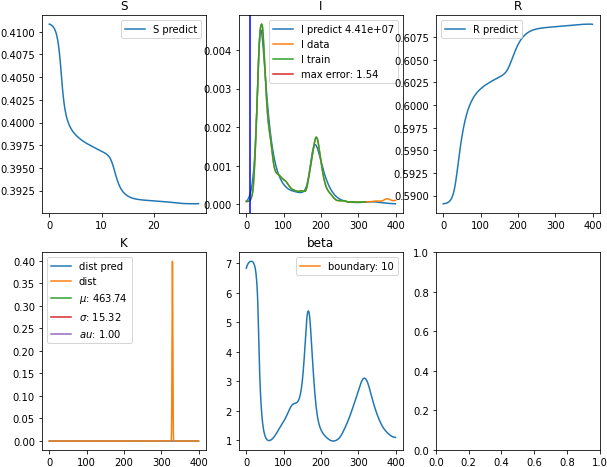 S
I
R
S predict
I predict 4.41e+07
I data
I train
max error: 1.54
R predict
0.4100
0.4075
0.4050
0.4025
0.4000
0.3975
0.3950
0.3925
0 10 20
0.004
0.003
0.002
0.001
0.000
0 100 200 300 400
0.6075
0.6050
0.6025
0.6000
0.5975
0.5950
0.5925
0.5900
0 200 400
K
beta
dist pred
dist
μ: 463.74
σ: 15.32
au: 1.00
boundary: 10
0.40
0.35
0.30
0.25
0.20
0.15
0.10
0.05
0.00
0 100 200 300 400
7
6
5
4
3
2
1
0 100 200 300 400
1.0
0.8
0.6
0.4
0.2
0.0
0.0 0.2 0.4 0.6 0.8 1.0